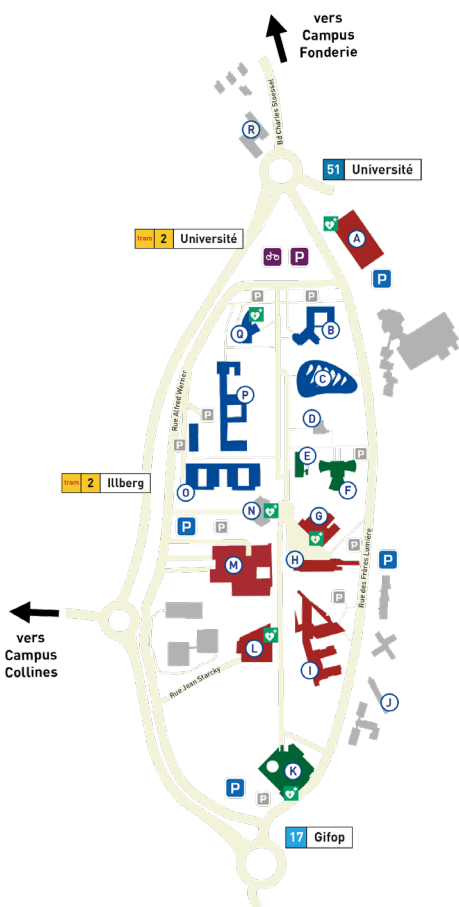 vers
Campus
Fonderie
Bd Charles Stoessel
R
51 Université
A
tram 2 Université
P
P
P
P
Q
B
C
P
Rue Alfred Werner
P
D
P
E
P
F
O
tram 2 Illberg
N
G
P
P
P
H
P
M
Rue des Frères Lumière
P
vers
Campus
Collines
L
I
Rue Jean Starcky
J
K
P
P
17 Gifop